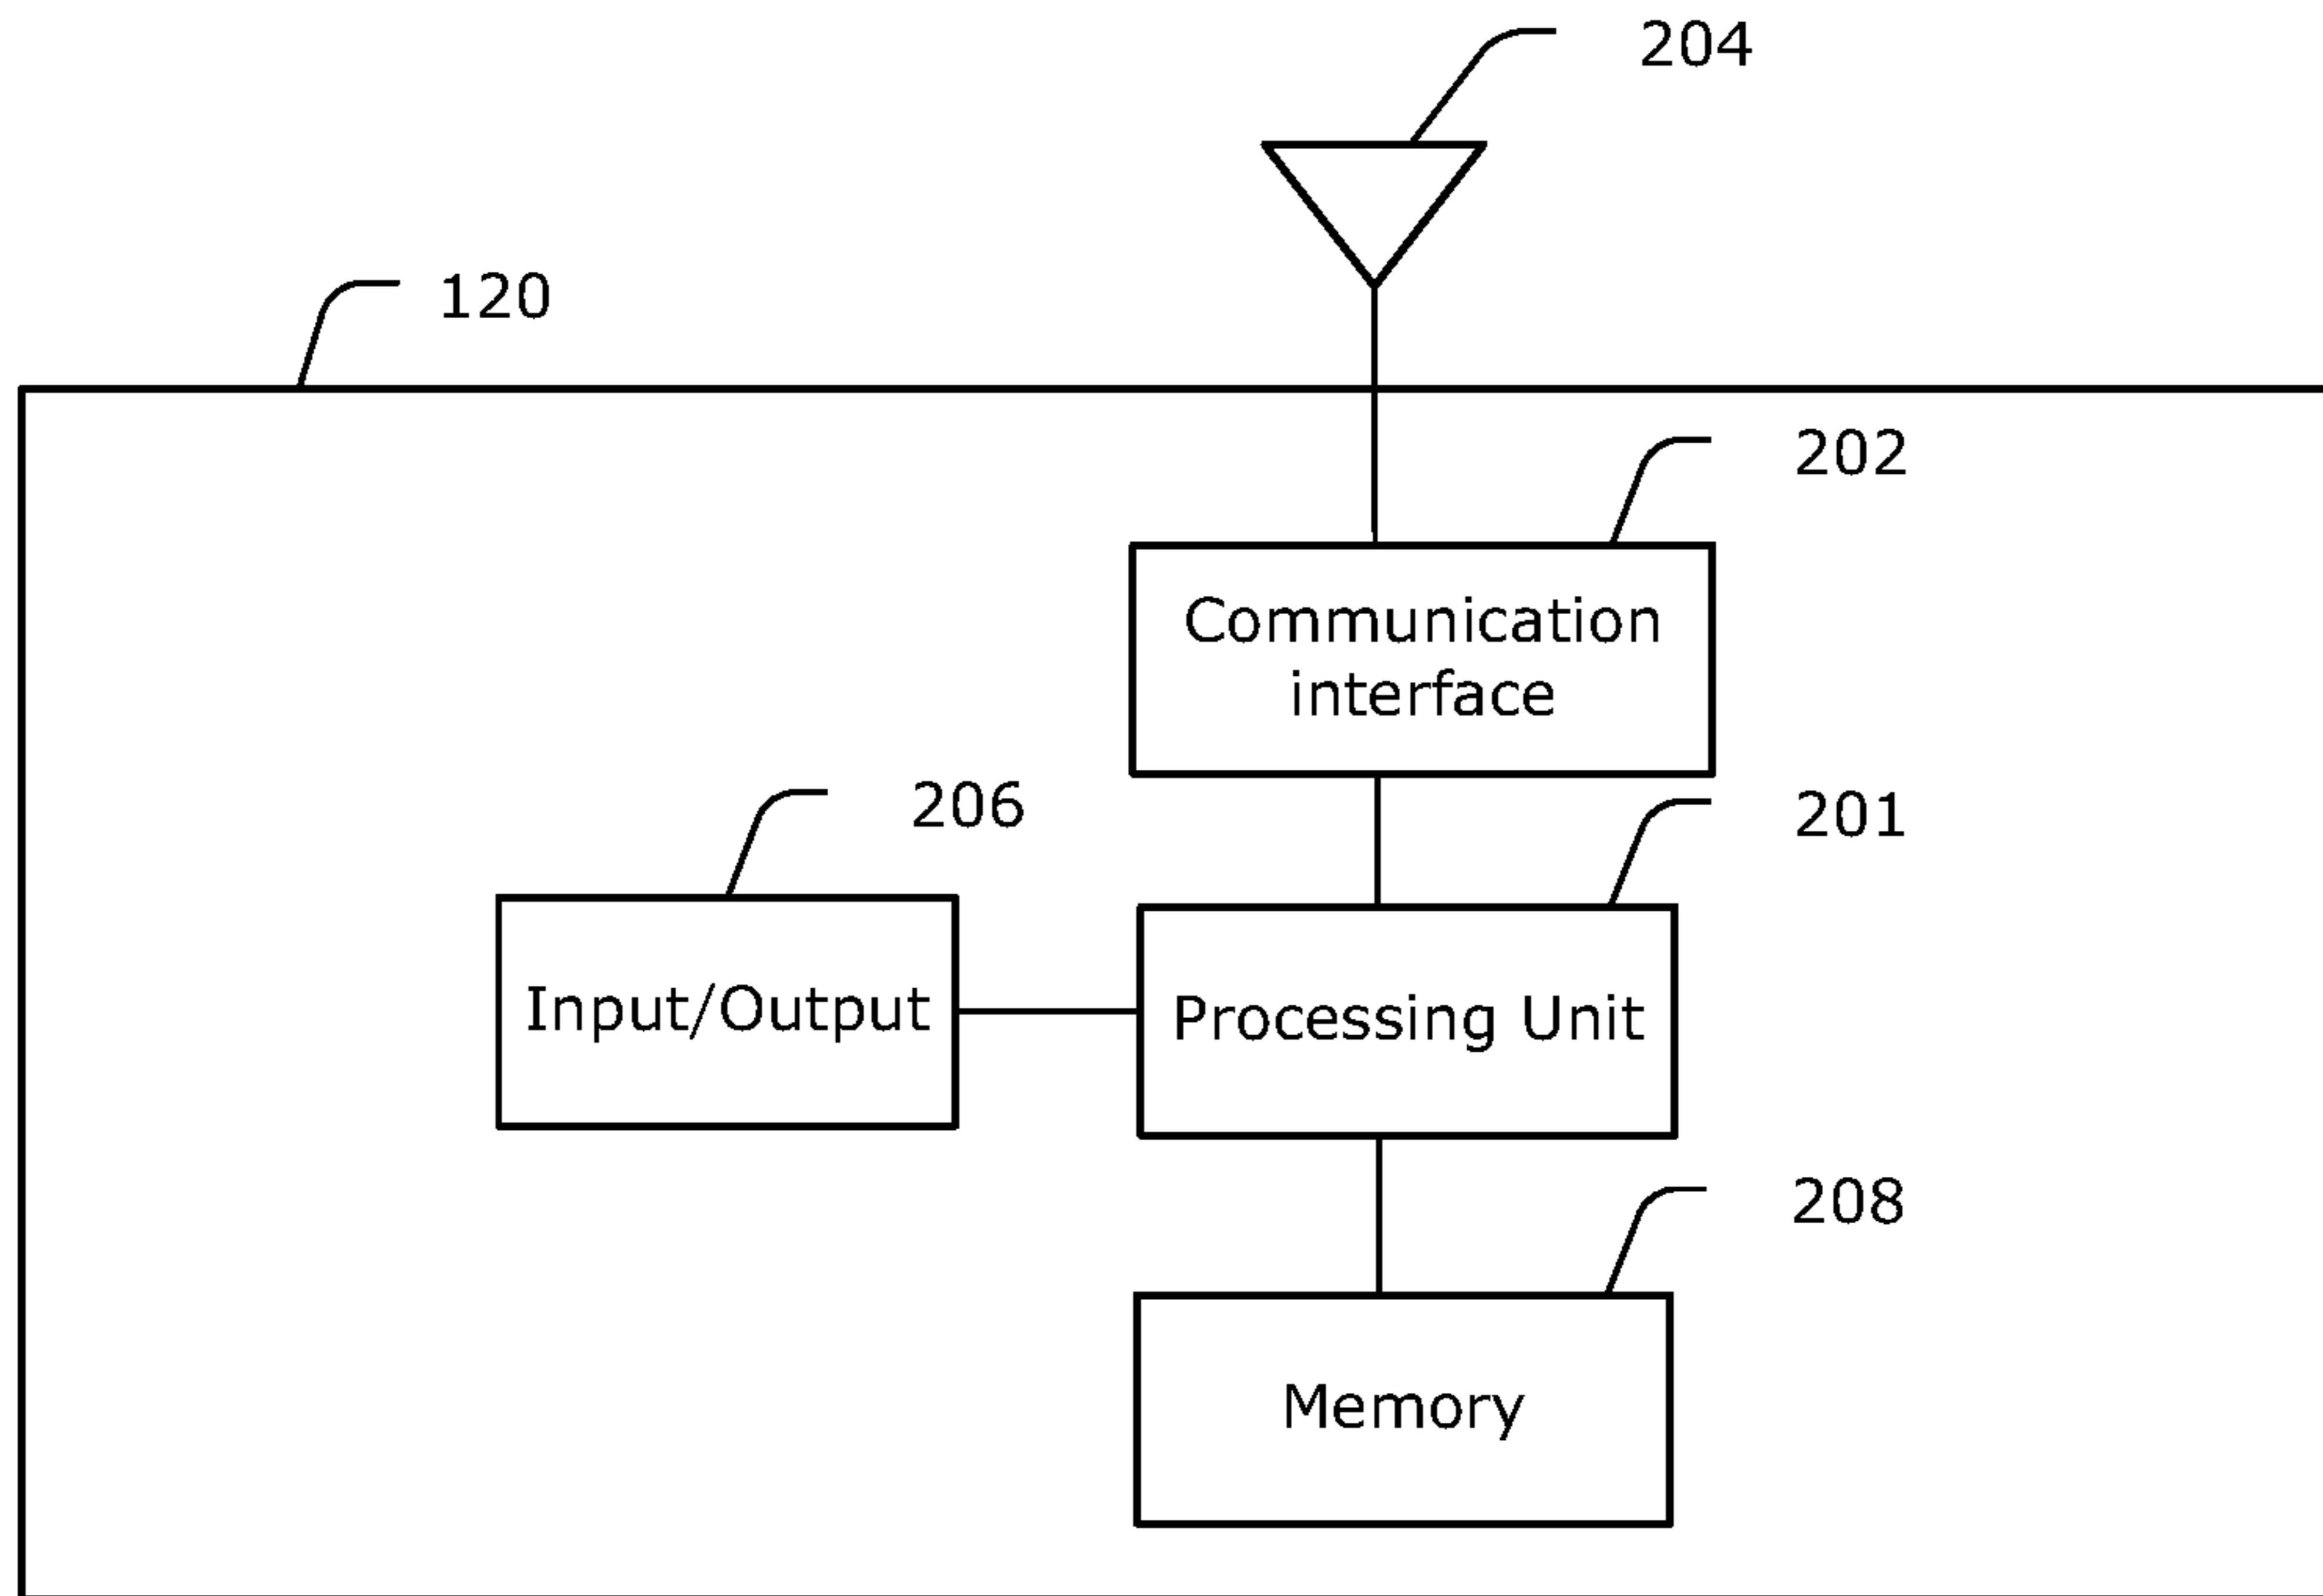 204
120
202
Communication
interface
206
201
Input/Output
Processing Unit
208
Memory